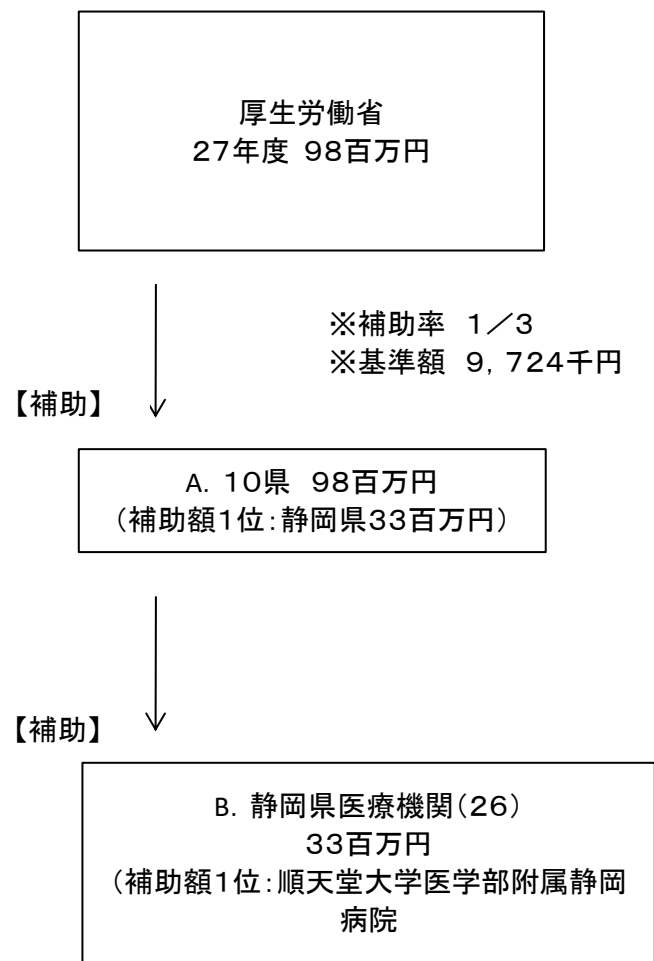 厚生労働省
27年度 98百万円
※補助率 1／3
※基準額 9，724千円
【補助】
A. 10県 98百万円
（補助額1位：静岡県33百万円）
【補助】
B. 静岡県医療機関（26）
33百万円
（補助額1位：順天堂大学医学部附属静岡
病院